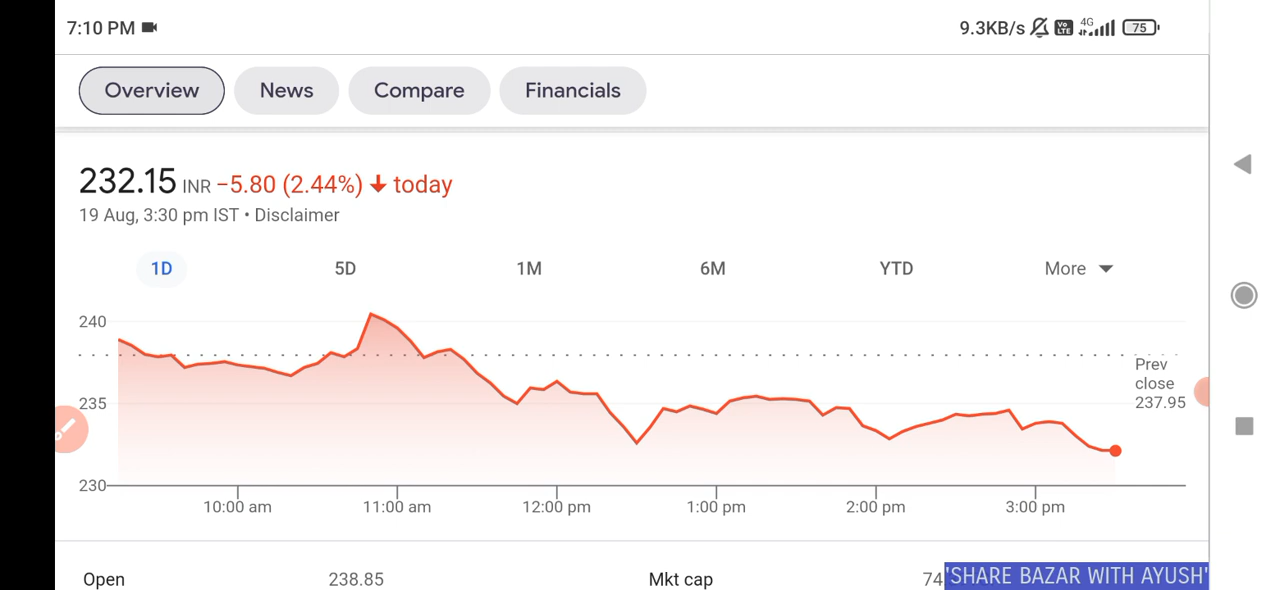 7:10 PM 9.3KB/s Vo LTE 4G 75
Overview News Compare Financials
232.15 INR −5.80 (2.44%) today
19 Aug, 3:30 pm IST • Disclaimer
1D 5D 1M 6M YTD More
240
Prev
close
237.95
235
230
10:00 am 11:00 am 12:00 pm 1:00 pm 2:00 pm 3:00 pm
Open 238.85 Mkt cap 74
'SHARE BAZAR WITH AYUSH'